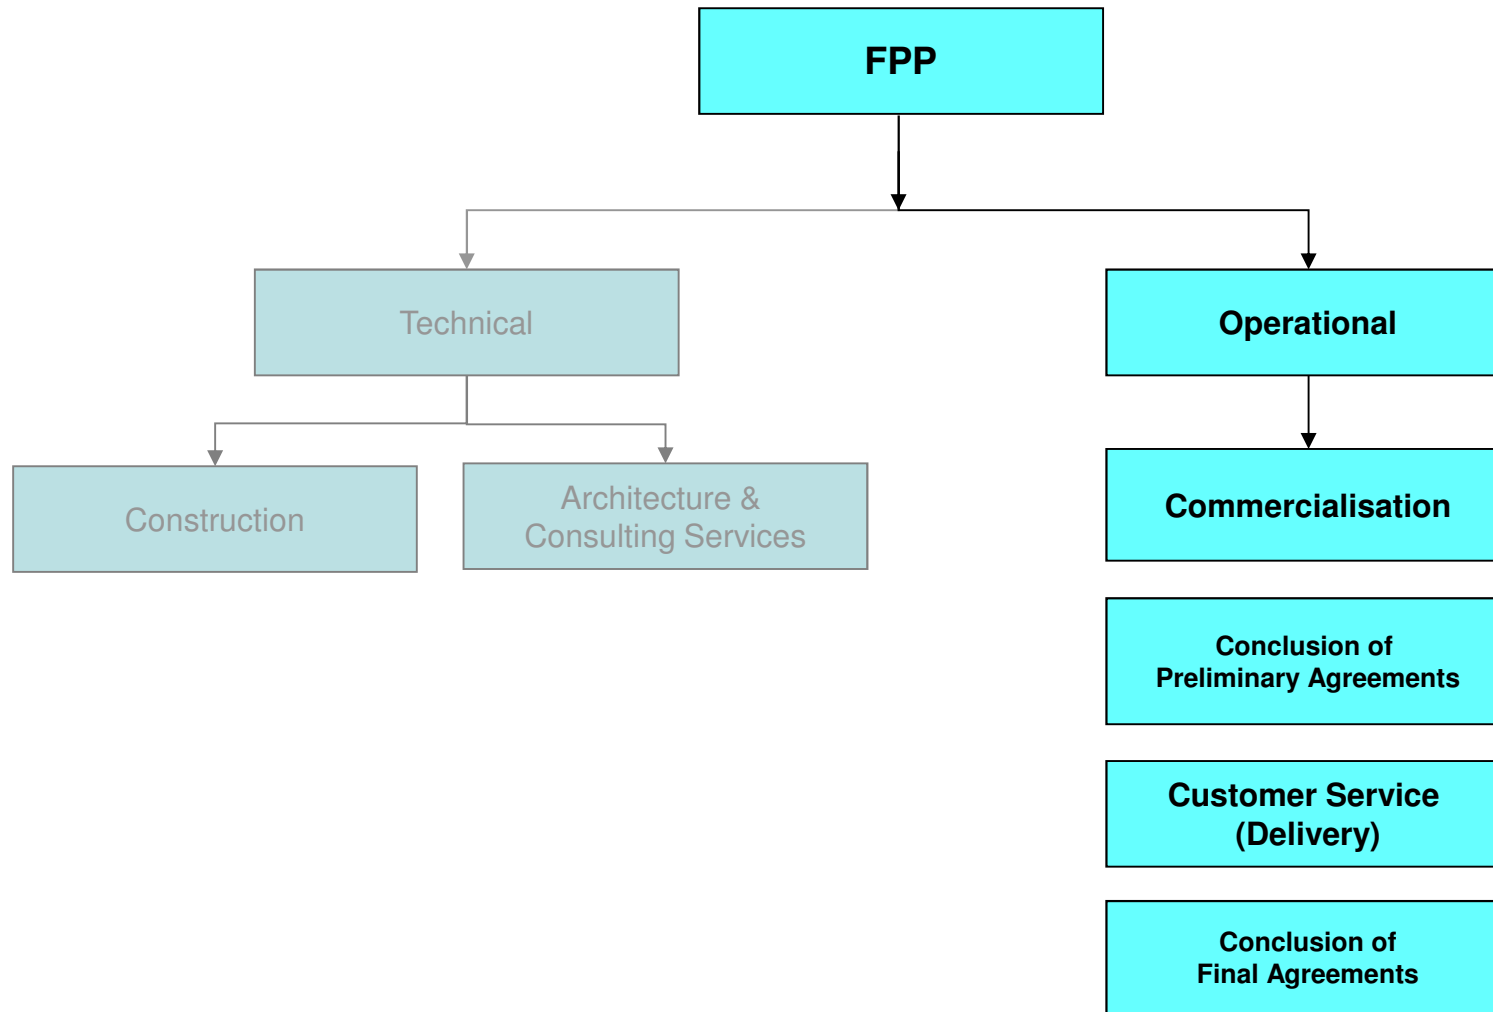 FPP
Technical
Operational
Construction
Architecture &
Consulting Services
Commercialisation
Conclusion of
Preliminary Agreements
Customer Service
(Delivery)
Conclusion of
Final Agreements